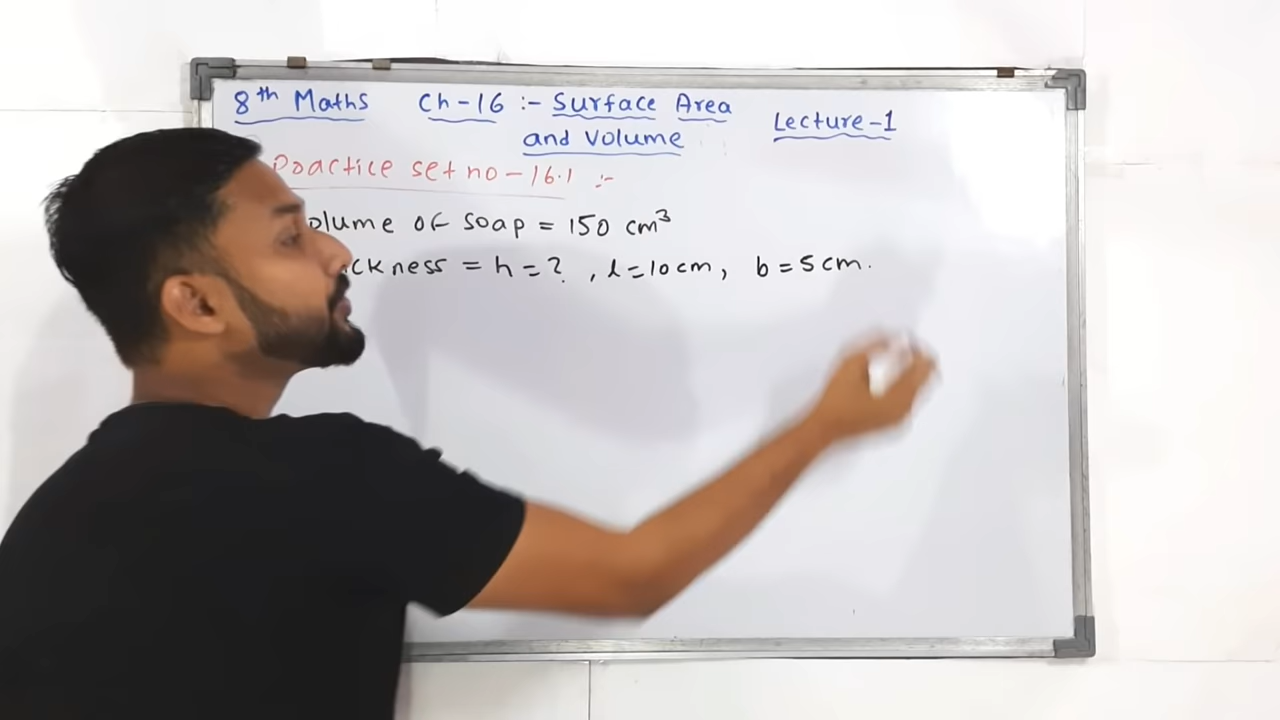 8th Maths Ch-16 :- Surface Area Lecture-1
and Volume
Practice set no - 16.1 :-
olume of soap = 150 cm³
ckness = h = ? , l = 10 cm, b = 5 cm.